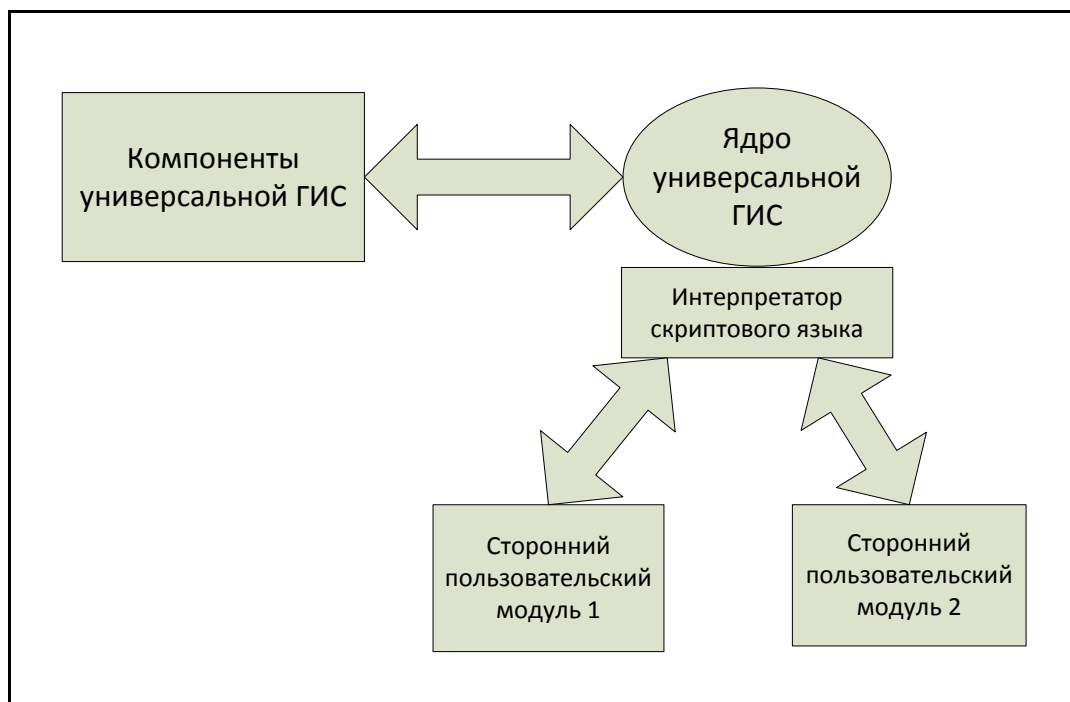 Компоненты
универсальной ГИС
Ядро
универсальной
ГИС
Интерпретатор
скриптового языка
Сторонний
пользовательский
модуль 1
Сторонний
пользовательский
модуль 2